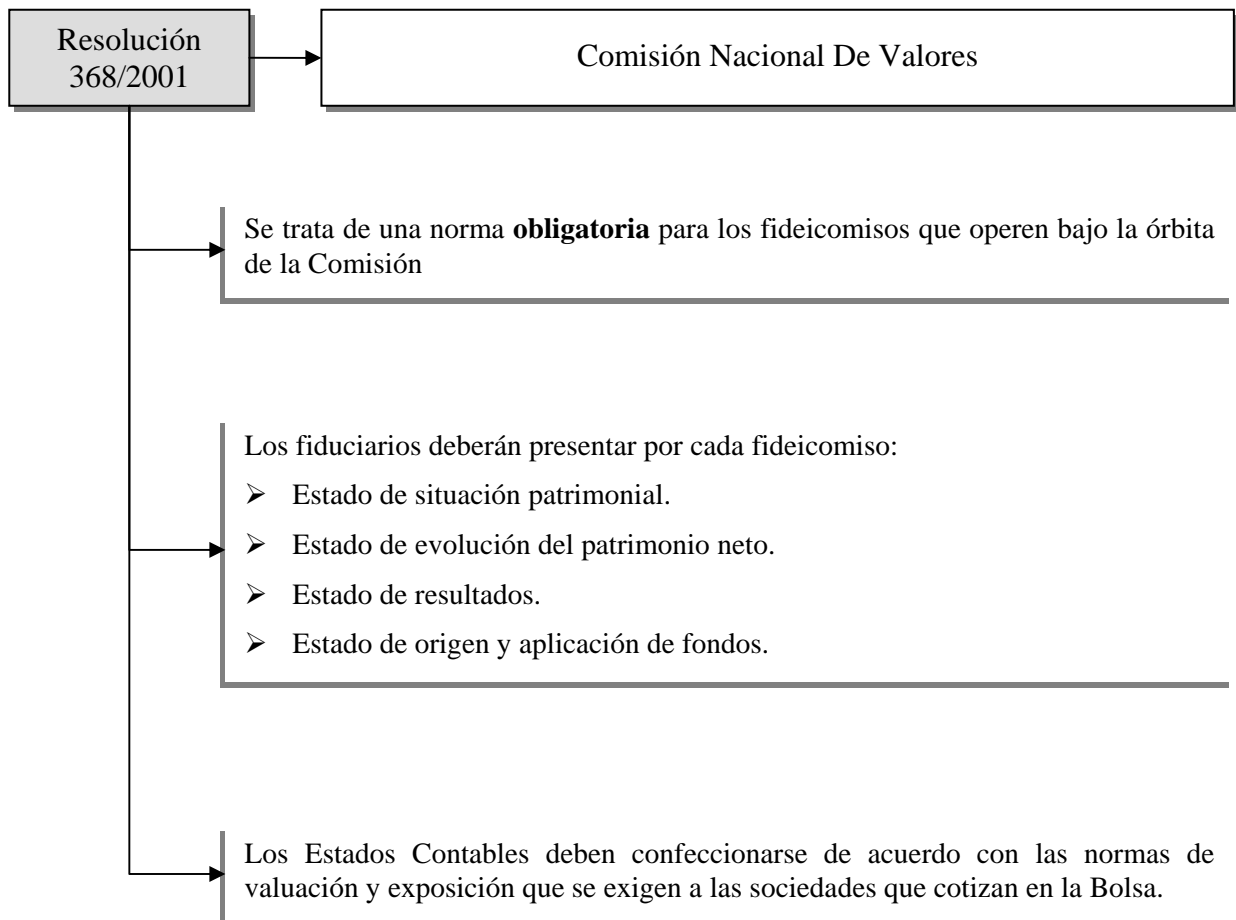 Resolución
368/2001
Comisión Nacional De Valores
Se trata de una norma obligatoria para los fideicomisos que operen bajo la órbita
de la Comisión
Los fiduciarios deberán presentar por cada fideicomiso:
➢ Estado de situación patrimonial.
➢ Estado de evolución del patrimonio neto.
➢ Estado de resultados.
➢ Estado de origen y aplicación de fondos.
Los Estados Contables deben confeccionarse de acuerdo con las normas de
valuación y exposición que se exigen a las sociedades que cotizan en la Bolsa.